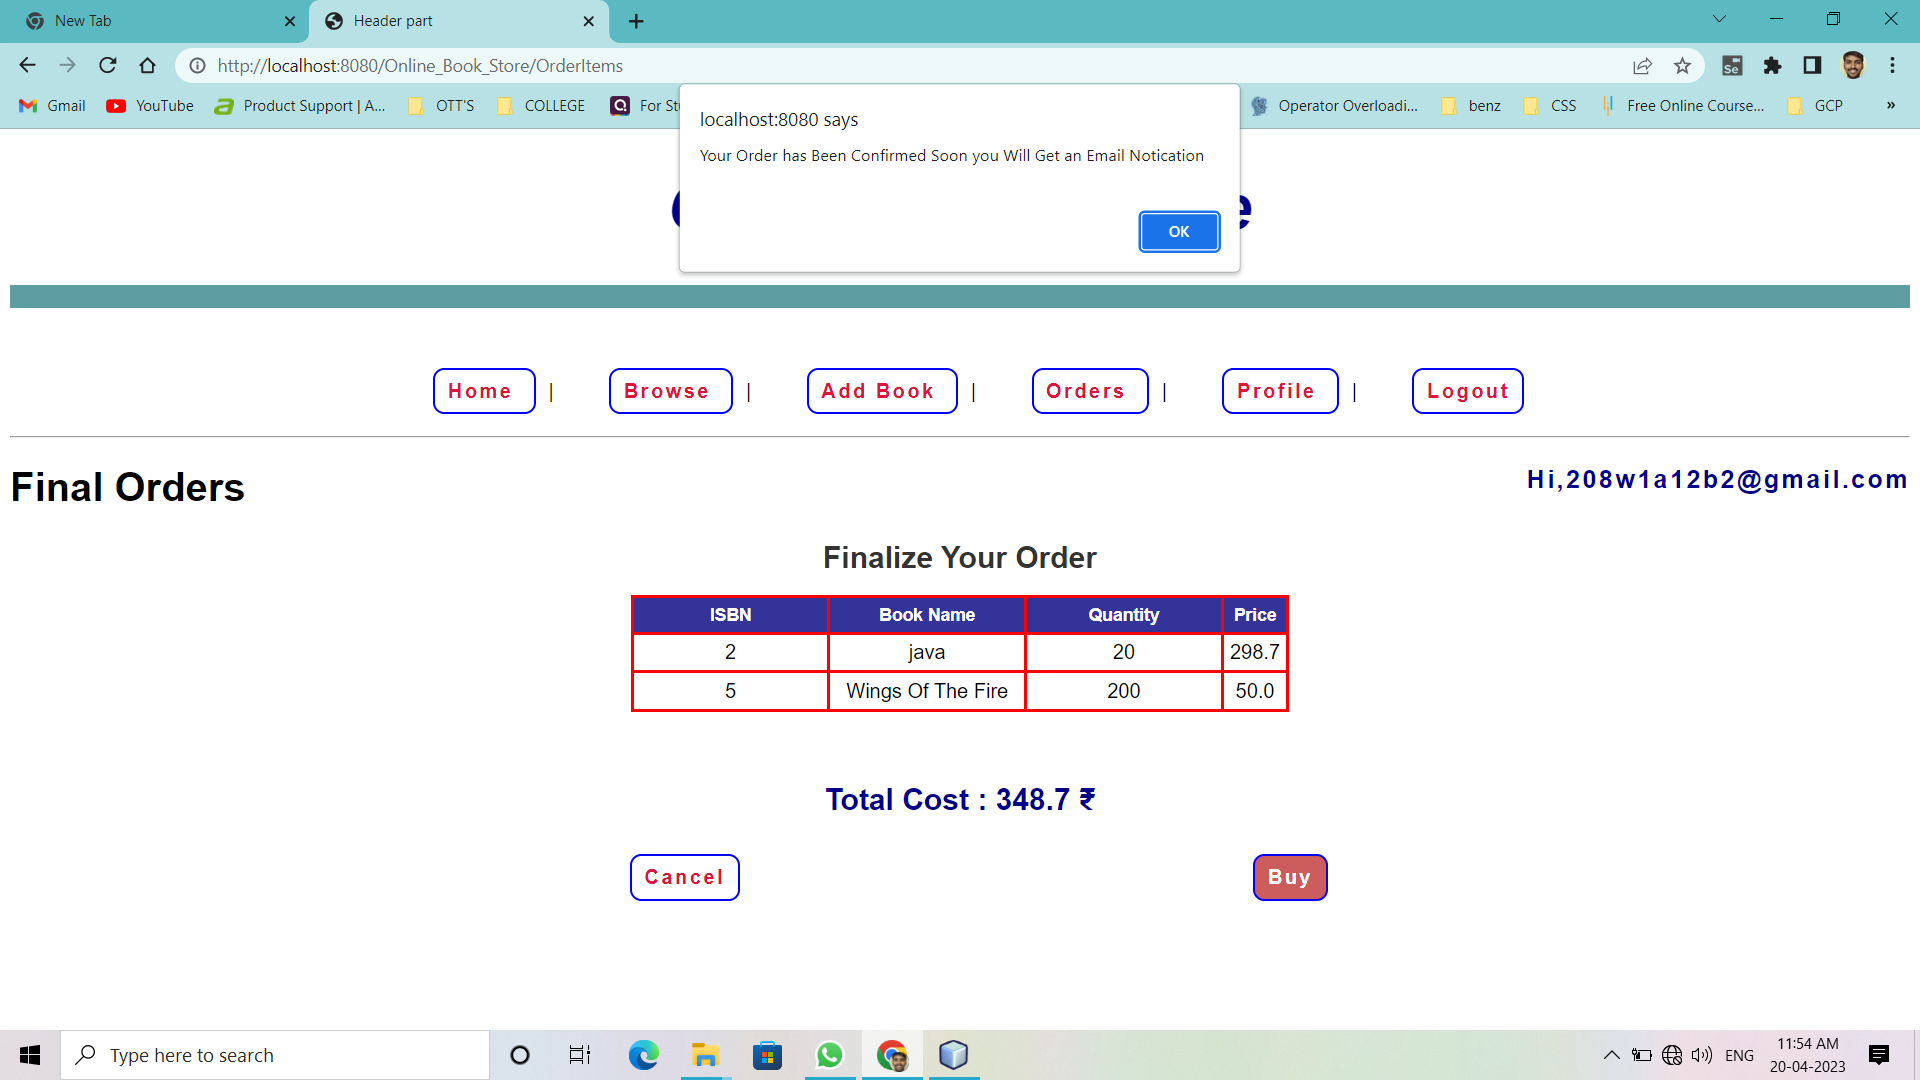 New Tab
Header part
http://localhost:8080/Online_Book_Store/OrderItems
Se
Gmail YouTube Product Support | A... OTT'S COLLEGE For Operator Overloadi... benz CSS Free Online Course... GCP »
localhost:8080 says
Your Order has Been Confirmed Soon you Will Get an Email Notication
OK
Home | Browse | Add Book | Orders | Profile | Logout
Final Orders
Hi,208w1a12b2@gmail.com
Finalize Your Order
ISBN Book Name Quantity Price
2 java 20 298.7
5 Wings Of The Fire 200 50.0
Total Cost : 348.7 ₹
Cancel Buy
Type here to search
ENG
11:54 AM
20-04-2023